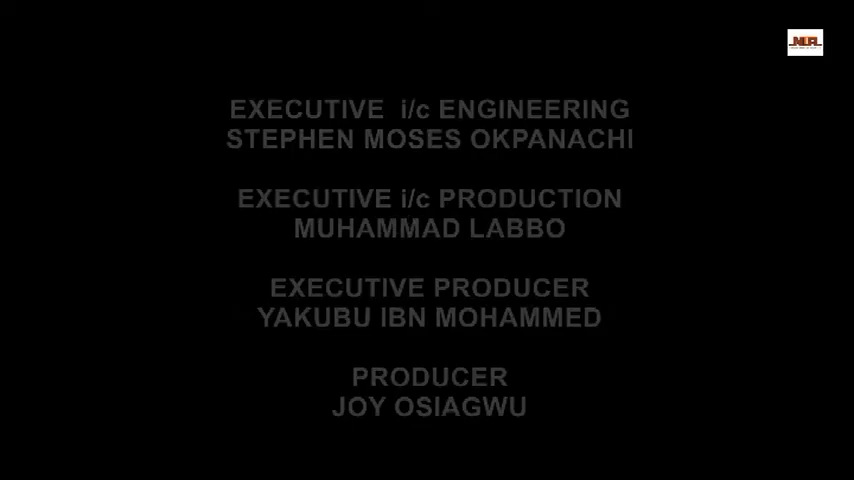 EXECUTIVE i/c ENGINEERING
STEPHEN MOSES OKPANACHI
EXECUTIVE i/c PRODUCTION
MUHAMMAD LABBO
EXECUTIVE PRODUCER
YAKUBU IBN MOHAMMED
PRODUCER
JOY OSIAGWU